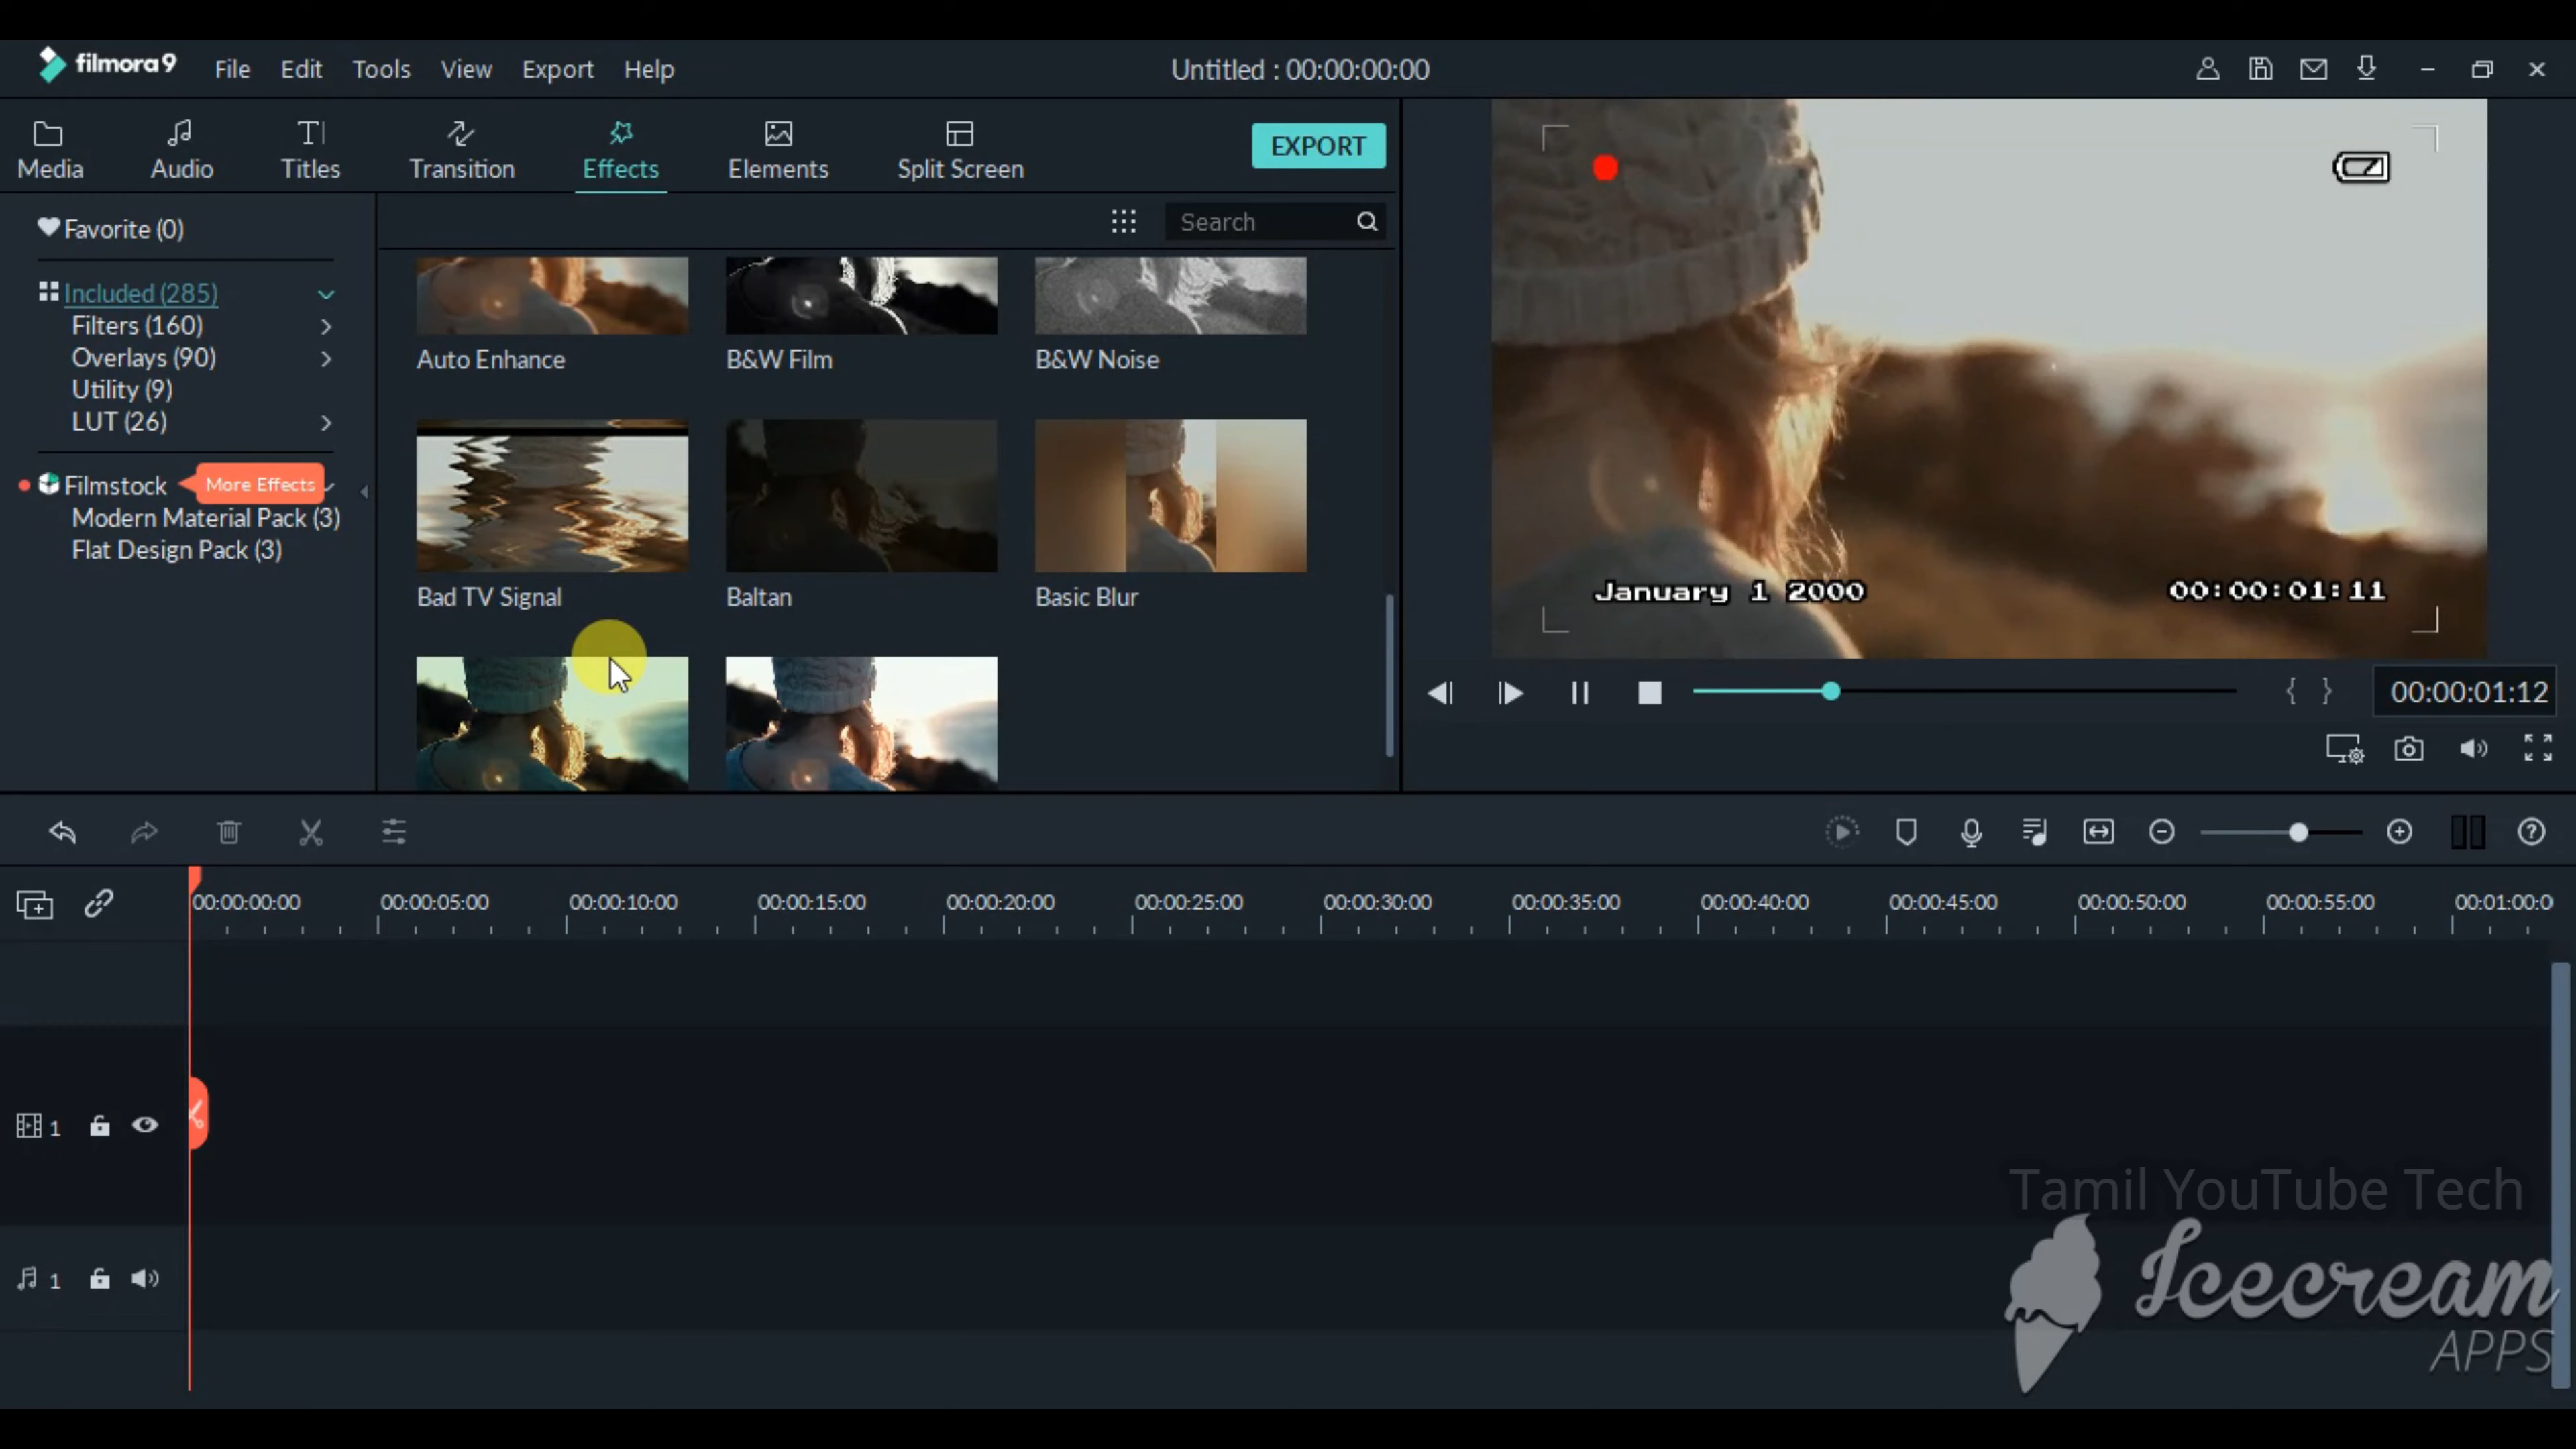 filmora9 File Edit Tools View Export Help Untitled : 00:00:00:00
Media Audio Titles Transition Effects Elements Split Screen EXPORT
Favorite (0)
Search
Included (285)
Filters (160)
Overlays (90)
Utility (9)
LUT (26)
Filmstock More Effects
Modern Material Pack (3)
Flat Design Pack (3)
Auto Enhance B&W Film B&W Noise
Bad TV Signal Baltan Basic Blur
January 1 2000 00:00:01:11
00:00:01:12
00:00:00:00 00:00:05:00 00:00:10:00 00:00:15:00 00:00:20:00 00:00:25:00 00:00:30:00 00:00:35:00 00:00:40:00 00:00:45:00 00:00:50:00 00:00:55:00 00:01:00:0
1
1
Tamil YouTube Tech
Icecream
APPS